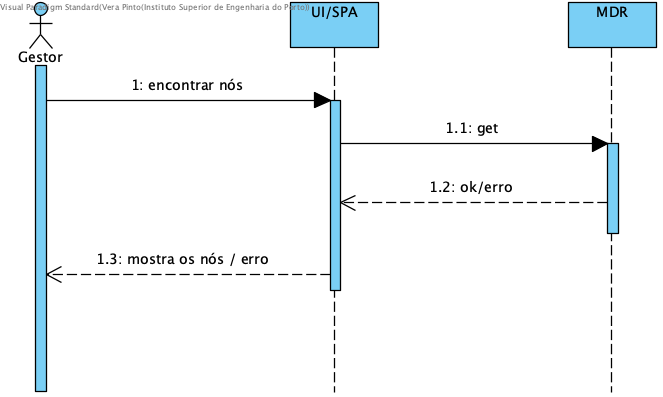 Visual Paradigm Standard(Vera Pinto(Instituto Superior de Engenharia do Porto))
UI/SPA
MDR
Gestor
1: encontrar nós
1.1: get
1.2: ok/erro
1.3: mostra os nós / erro